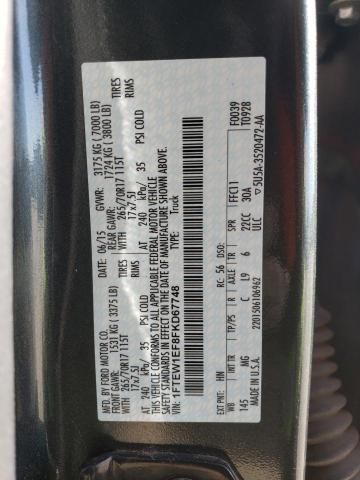 MFD. BY FORD MOTOR CO.
DATE: 06/15 GVWR: 3175 KG ( 7000 LB)
FRONT GAWR: 1531 KG ( 3375 LB) REAR GAWR: 1724 KG ( 3800 LB)
WITH WITH
265/70R17 115T TIRES 265/70R17 115T TIRES
17x7.5J RIMS 17x7.5J RIMS
AT 240 kPa/ 35 PSI COLD AT 240 kPa/ 35 PSI COLD
THIS VEHICLE CONFORMS TO ALL APPLICABLE FEDERAL MOTOR VEHICLE
SAFETY STANDARDS IN EFFECT ON THE DATE OF MANUFACTURE SHOWN ABOVE.
VIN: 1FTEW1EF8FKD67748
TYPE: Truck
F0039
T0928
EXT PNT: HN RC: 56 DSO: FFC11
WB INT TR TP/PS R AXLE TR SPR
145 MG C L9 6 22CC 30A
ULC
MADE IN U.S.A. 2201506106962 ▽5U5A-3520472-AA